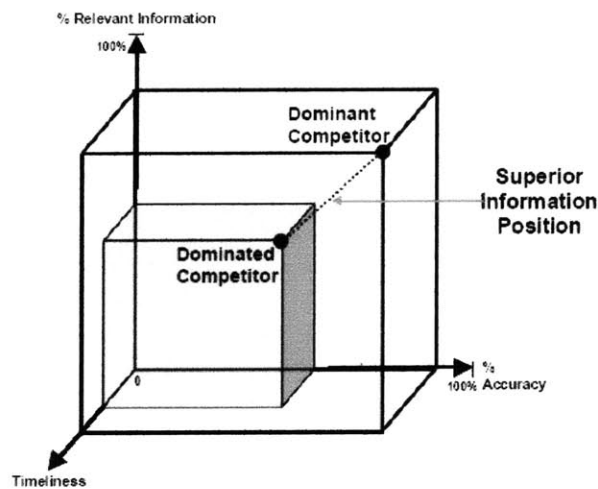 % Relevant Information
100%
Dominant
Competitor
Superior
Information
Position
Dominated
Competitor
0
%
100% Accuracy
Timeliness